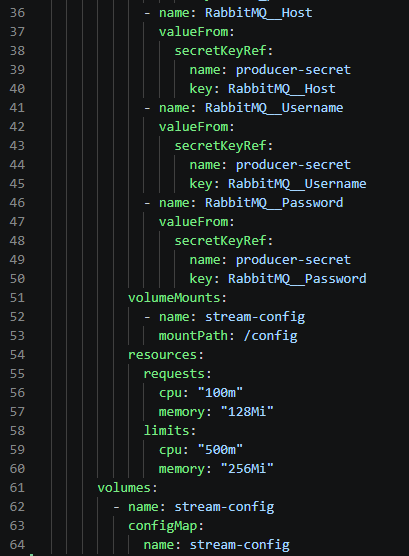 36 - name: RabbitMQ__Host
37 valueFrom:
38 secretKeyRef:
39 name: producer-secret
40 key: RabbitMQ__Host
41 - name: RabbitMQ__Username
42 valueFrom:
43 secretKeyRef:
44 name: producer-secret
45 key: RabbitMQ__Username
46 - name: RabbitMQ__Password
47 valueFrom:
48 secretKeyRef:
49 name: producer-secret
50 key: RabbitMQ__Password
51 volumeMounts:
52 - name: stream-config
53 mountPath: /config
54 resources:
55 requests:
56 cpu: "100m"
57 memory: "128Mi"
58 limits:
59 cpu: "500m"
60 memory: "256Mi"
61 volumes:
62 - name: stream-config
63 configMap:
64 name: stream-config